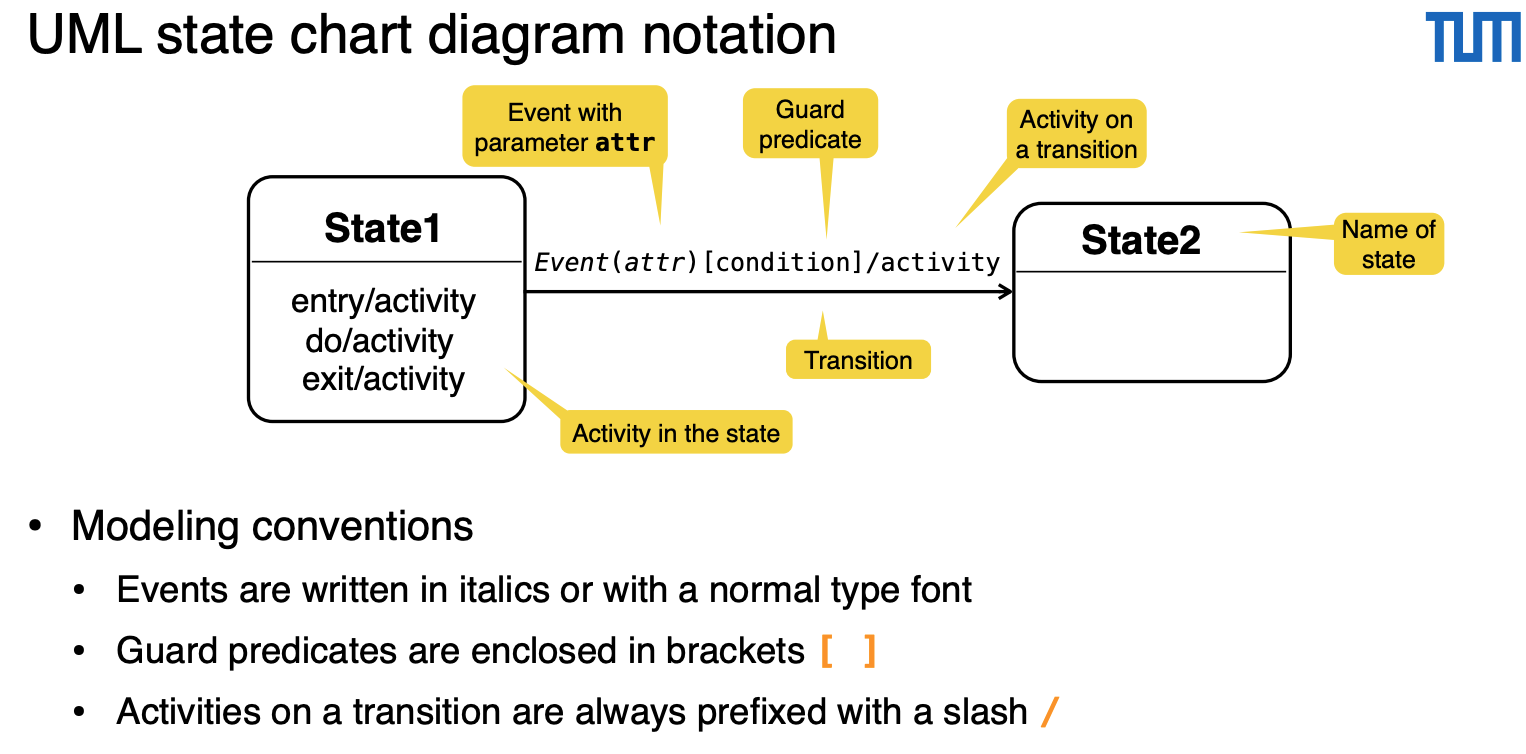 UML state chart diagram notation
TUM
Event with
parameter attr
Guard
predicate
Activity on
a transition
State1
entry/activity
do/activity
exit/activity
Event(attr)[condition]/activity
State2
Name of
state
Transition
Activity in the state
• Modeling conventions
• Events are written in italics or with a normal type font
• Guard predicates are enclosed in brackets [ ]
• Activities on a transition are always prefixed with a slash /